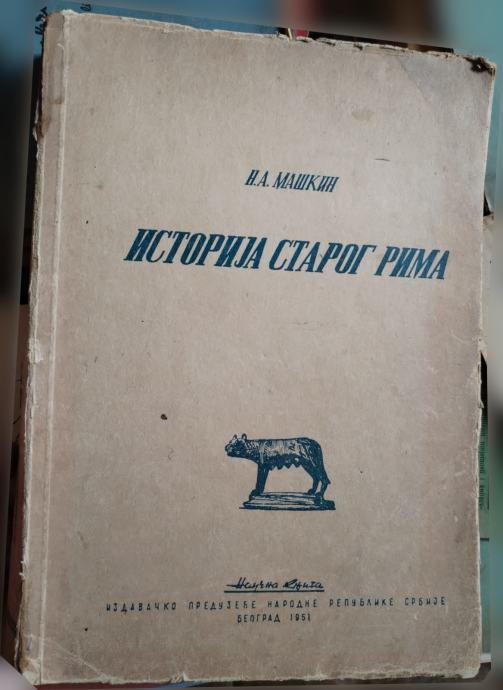 Н. А. МАШКИН
ИСТОРИЈА СТАРОГ РИМА
Научна књига
ИЗДАВАЧКО ПРЕДУЗЕЋЕ НАРОДНЕ РЕПУБЛИКЕ СРБИЈЕ
БЕОГРАД 1951